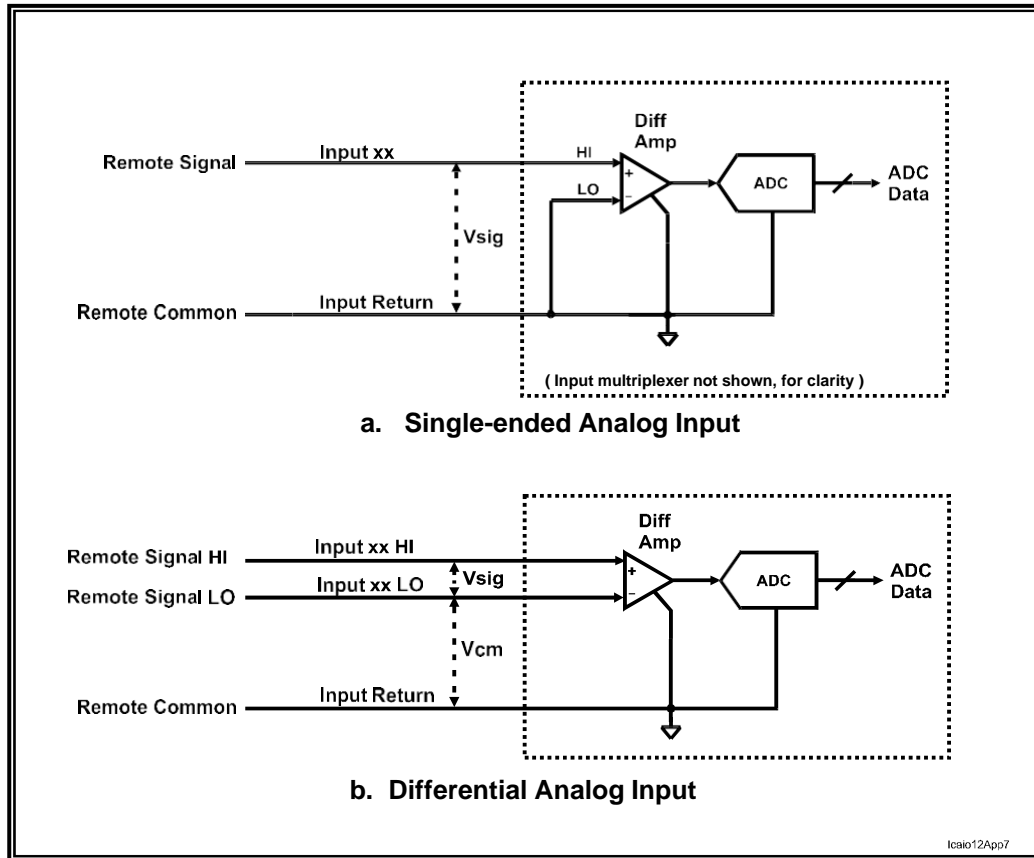 Diff
Amp
Remote Signal
Input xx
HI
+
LO
−
ADC
ADC
Data
Vsig
Remote Common
Input Return
( Input multiplexer not shown, for clarity )
a. Single-ended Analog Input
Diff
Amp
Remote Signal HI
Input xx HI
+
Vsig
ADC
ADC
Data
Remote Signal LO
Input xx LO
−
Vcm
Remote Common
Input Return
b. Differential Analog Input
Icaio12App7